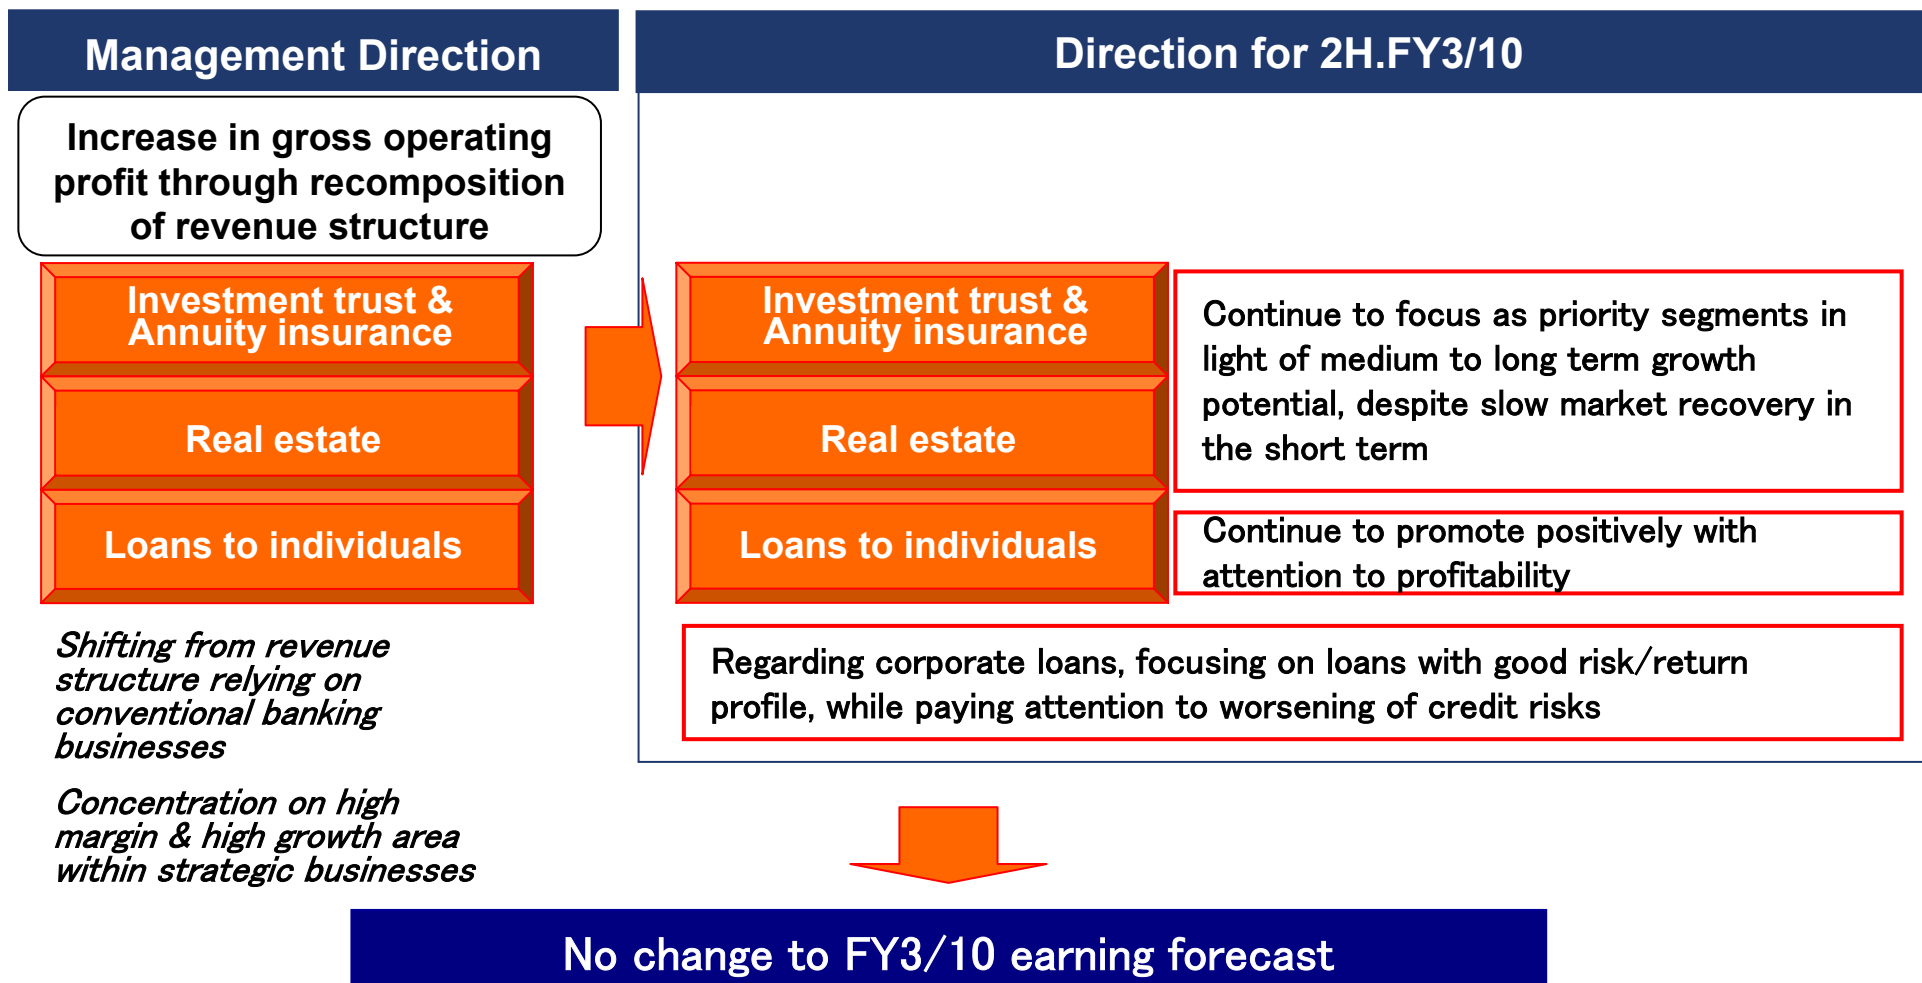 Management Direction
Increase in gross operating
profit through recomposition
of revenue structure
Investment trust &
Annuity insurance
Real estate
Loans to individuals
Shifting from revenue
structure relying on
conventional banking
businesses
Concentration on high
margin & high growth area
within strategic businesses
Direction for 2H.FY3/10
Investment trust &
Annuity insurance
Real estate
Loans to individuals
Continue to focus as priority segments in
light of medium to long term growth
potential, despite slow market recovery in
the short term
Continue to promote positively with
attention to profitability
Regarding corporate loans, focusing on loans with good risk/return
profile, while paying attention to worsening of credit risks
No change to FY3/10 earning forecast